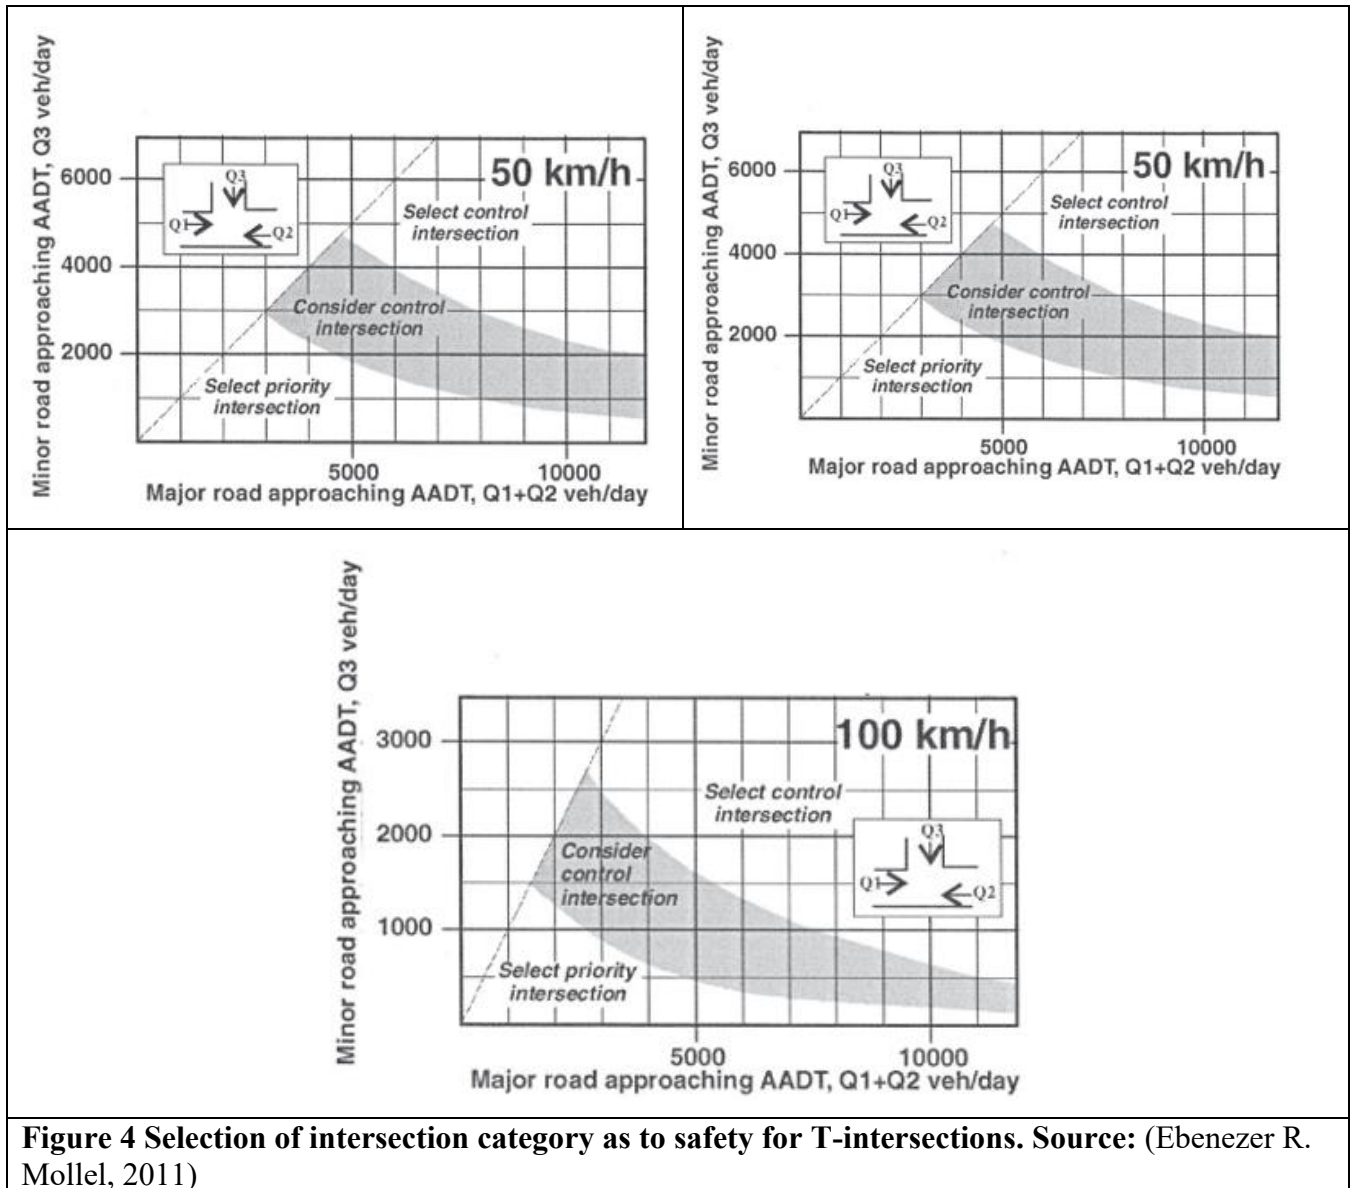 Minor road approaching AADT, Q3 veh/day
6000
4000
2000
Q3
Q1
Q2
50 km/h
Select control
intersection
Consider control
intersection
Select priority
intersection
5000
10000
Major road approaching AADT, Q1+Q2 veh/day
Minor road approaching AADT, Q3 veh/day
6000
4000
2000
Q3
Q1
Q2
50 km/h
Select control
intersection
Consider control
intersection
Select priority
intersection
5000
10000
Major road approaching AADT, Q1+Q2 veh/day
Minor road approaching AADT, Q3 veh/day
3000
2000
1000
100 km/h
Select control
intersection
Q3
Q1
Q2
Consider
control
intersection
Select priority
intersection
5000
10000
Major road approaching AADT, Q1+Q2 veh/day
Figure 4 Selection of intersection category as to safety for T-intersections. Source: (Ebenezer R.
Mollel, 2011)